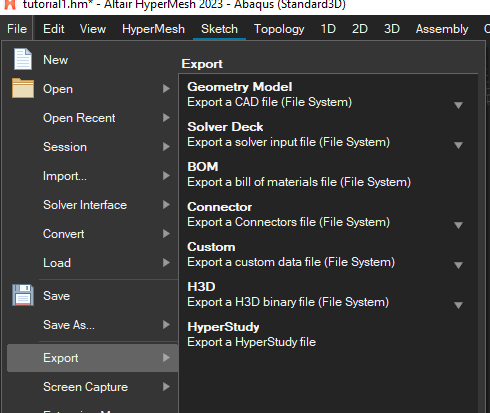 tutorial1.hm* - Altair HyperMesh 2023 - Abaqus (Standard3D)
File Edit View HyperMesh Sketch Topology 1D 2D 3D Assembly
New
Open
Open Recent
Session
Import...
Solver Interface
Convert
Load
Save
Save As...
Export
Screen Capture
Export
Geometry Model
Export a CAD file (File System)
Solver Deck
Export a solver input file (File System)
BOM
Export a bill of materials file (File System)
Connector
Export a Connectors file (File System)
Custom
Export a custom data file (File System)
H3D
Export a H3D binary file (File System)
HyperStudy
Export a HyperStudy file